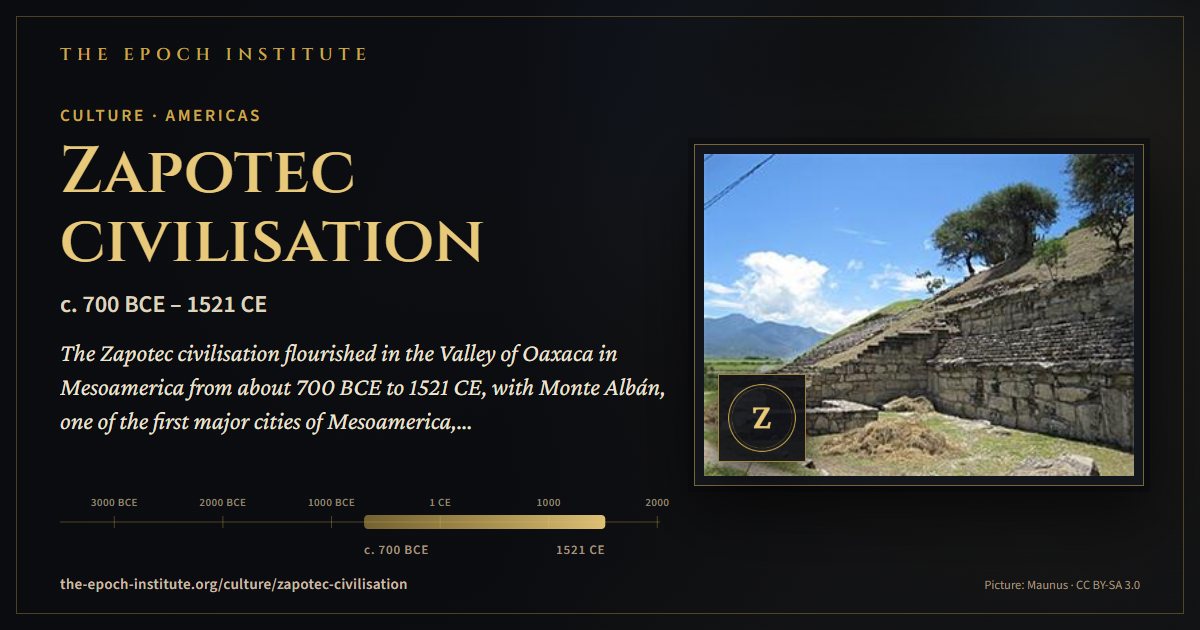 THE EPOCH INSTITUTE
CULTURE · AMERICAS
ZAPOTEC
CIVILISATION
c. 700 BCE – 1521 CE
The Zapotec civilisation flourished in the Valley of Oaxaca in
Mesoamerica from about 700 BCE to 1521 CE, with Monte Albán,
one of the first major cities of Mesoamerica,...
Z
3000 BCE 2000 BCE 1000 BCE 1 CE 1000 2000
c. 700 BCE 1521 CE
the-epoch-institute.org/culture/zapotec-civilisation
Picture: Maunus · CC BY-SA 3.0